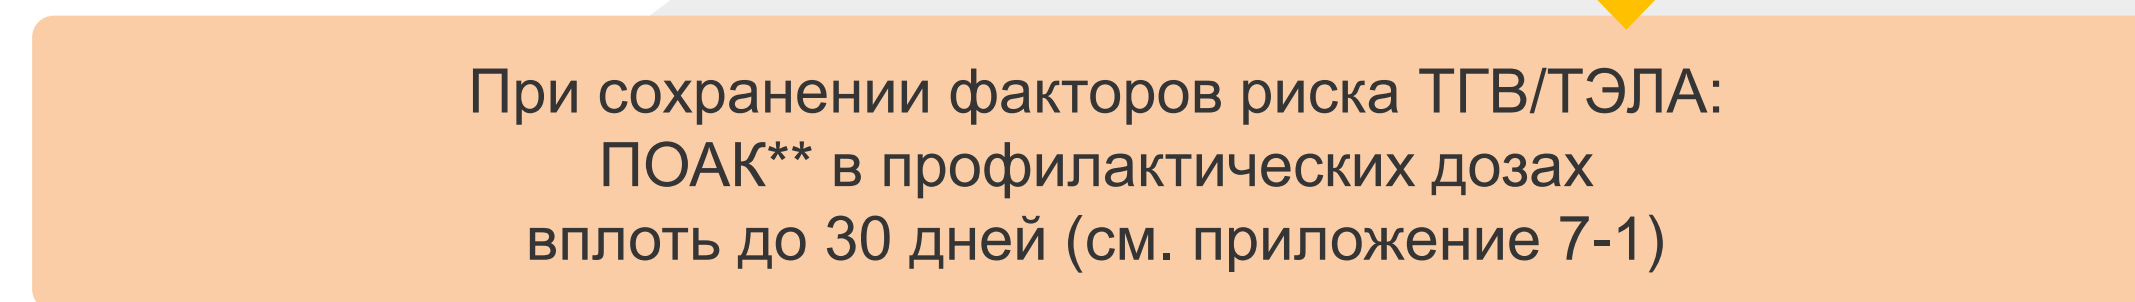 При сохранении факторов риска ТГВ/ТЭЛА:
ПОАК** в профилактических дозах
вплоть до 30 дней (см. приложение 7-1)